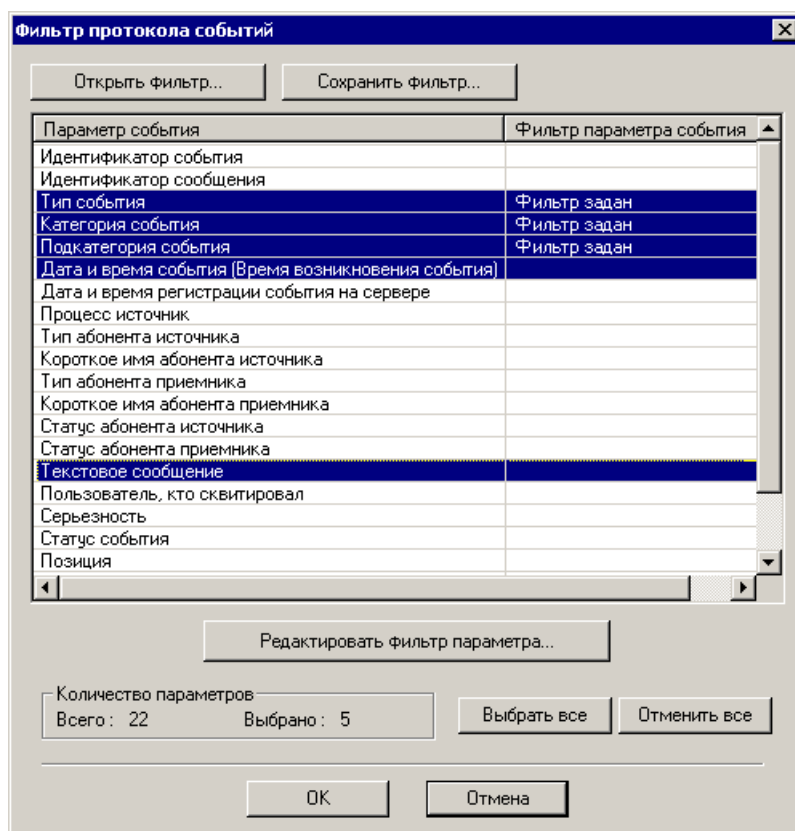 Фильтр протокола событий
Открыть фильтр... Сохранить фильтр...
Параметр события Фильтр параметра события
Идентификатор события
Идентификатор сообщения
Тип события Фильтр задан
Категория события Фильтр задан
Подкатегория события Фильтр задан
Дата и время события (Время возникновения события)
Дата и время регистрации события на сервере
Процесс источник
Тип абонента источника
Короткое имя абонента источника
Тип абонента приемника
Короткое имя абонента приемника
Статус абонента источника
Статус абонента приемника
Текстовое сообщение
Пользователь, кто сквитировал
Серьезность
Статус события
Позиция
Редактировать фильтр параметра...
Количество параметров
Всего : 22 Выбрано : 5 Выбрать все Отменить все
OK Отмена